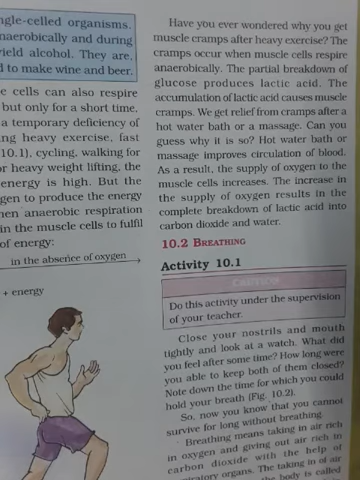 ngle-celled organisms.
naerobically and during
ield alcohol. They are,
d to make wine and beer.
e cells can also respire
but only for a short time,
a temporary deficiency of
ng heavy exercise, fast
10.1), cycling, walking for
or heavy weight lifting, the
energy is high. But the
gen to produce the energy
hen anaerobic respiration
in the muscle cells to fulfil
of energy:
in the absence of oxygen
+ energy
Have you ever wondered why you get
muscle cramps after heavy exercise? The
cramps occur when muscle cells respire
anaerobically. The partial breakdown of
glucose produces lactic acid. The
accumulation of lactic acid causes muscle
cramps. We get relief from cramps after a
hot water bath or a massage. Can you
guess why it is so? Hot water bath or
massage improves circulation of blood.
As a result, the supply of oxygen to the
muscle cells increases. The increase in
the supply of oxygen results in the
complete breakdown of lactic acid into
carbon dioxide and water.
10.2 BREATHING
Activity 10.1
CAUTION
Do this activity under the supervision
of your teacher.
Close your nostrils and mouth
tightly and look at a watch. What did
you feel after some time? How long were
you able to keep both of them closed?
Note down the time for which you could
hold your breath (Fig. 10.2).
So, now you know that you cannot
survive for long without breathing.
Breathing means taking in air rich
in oxygen and giving out air rich in
carbon dioxide with the help of
piratory organs. The taking in of air
the body is called